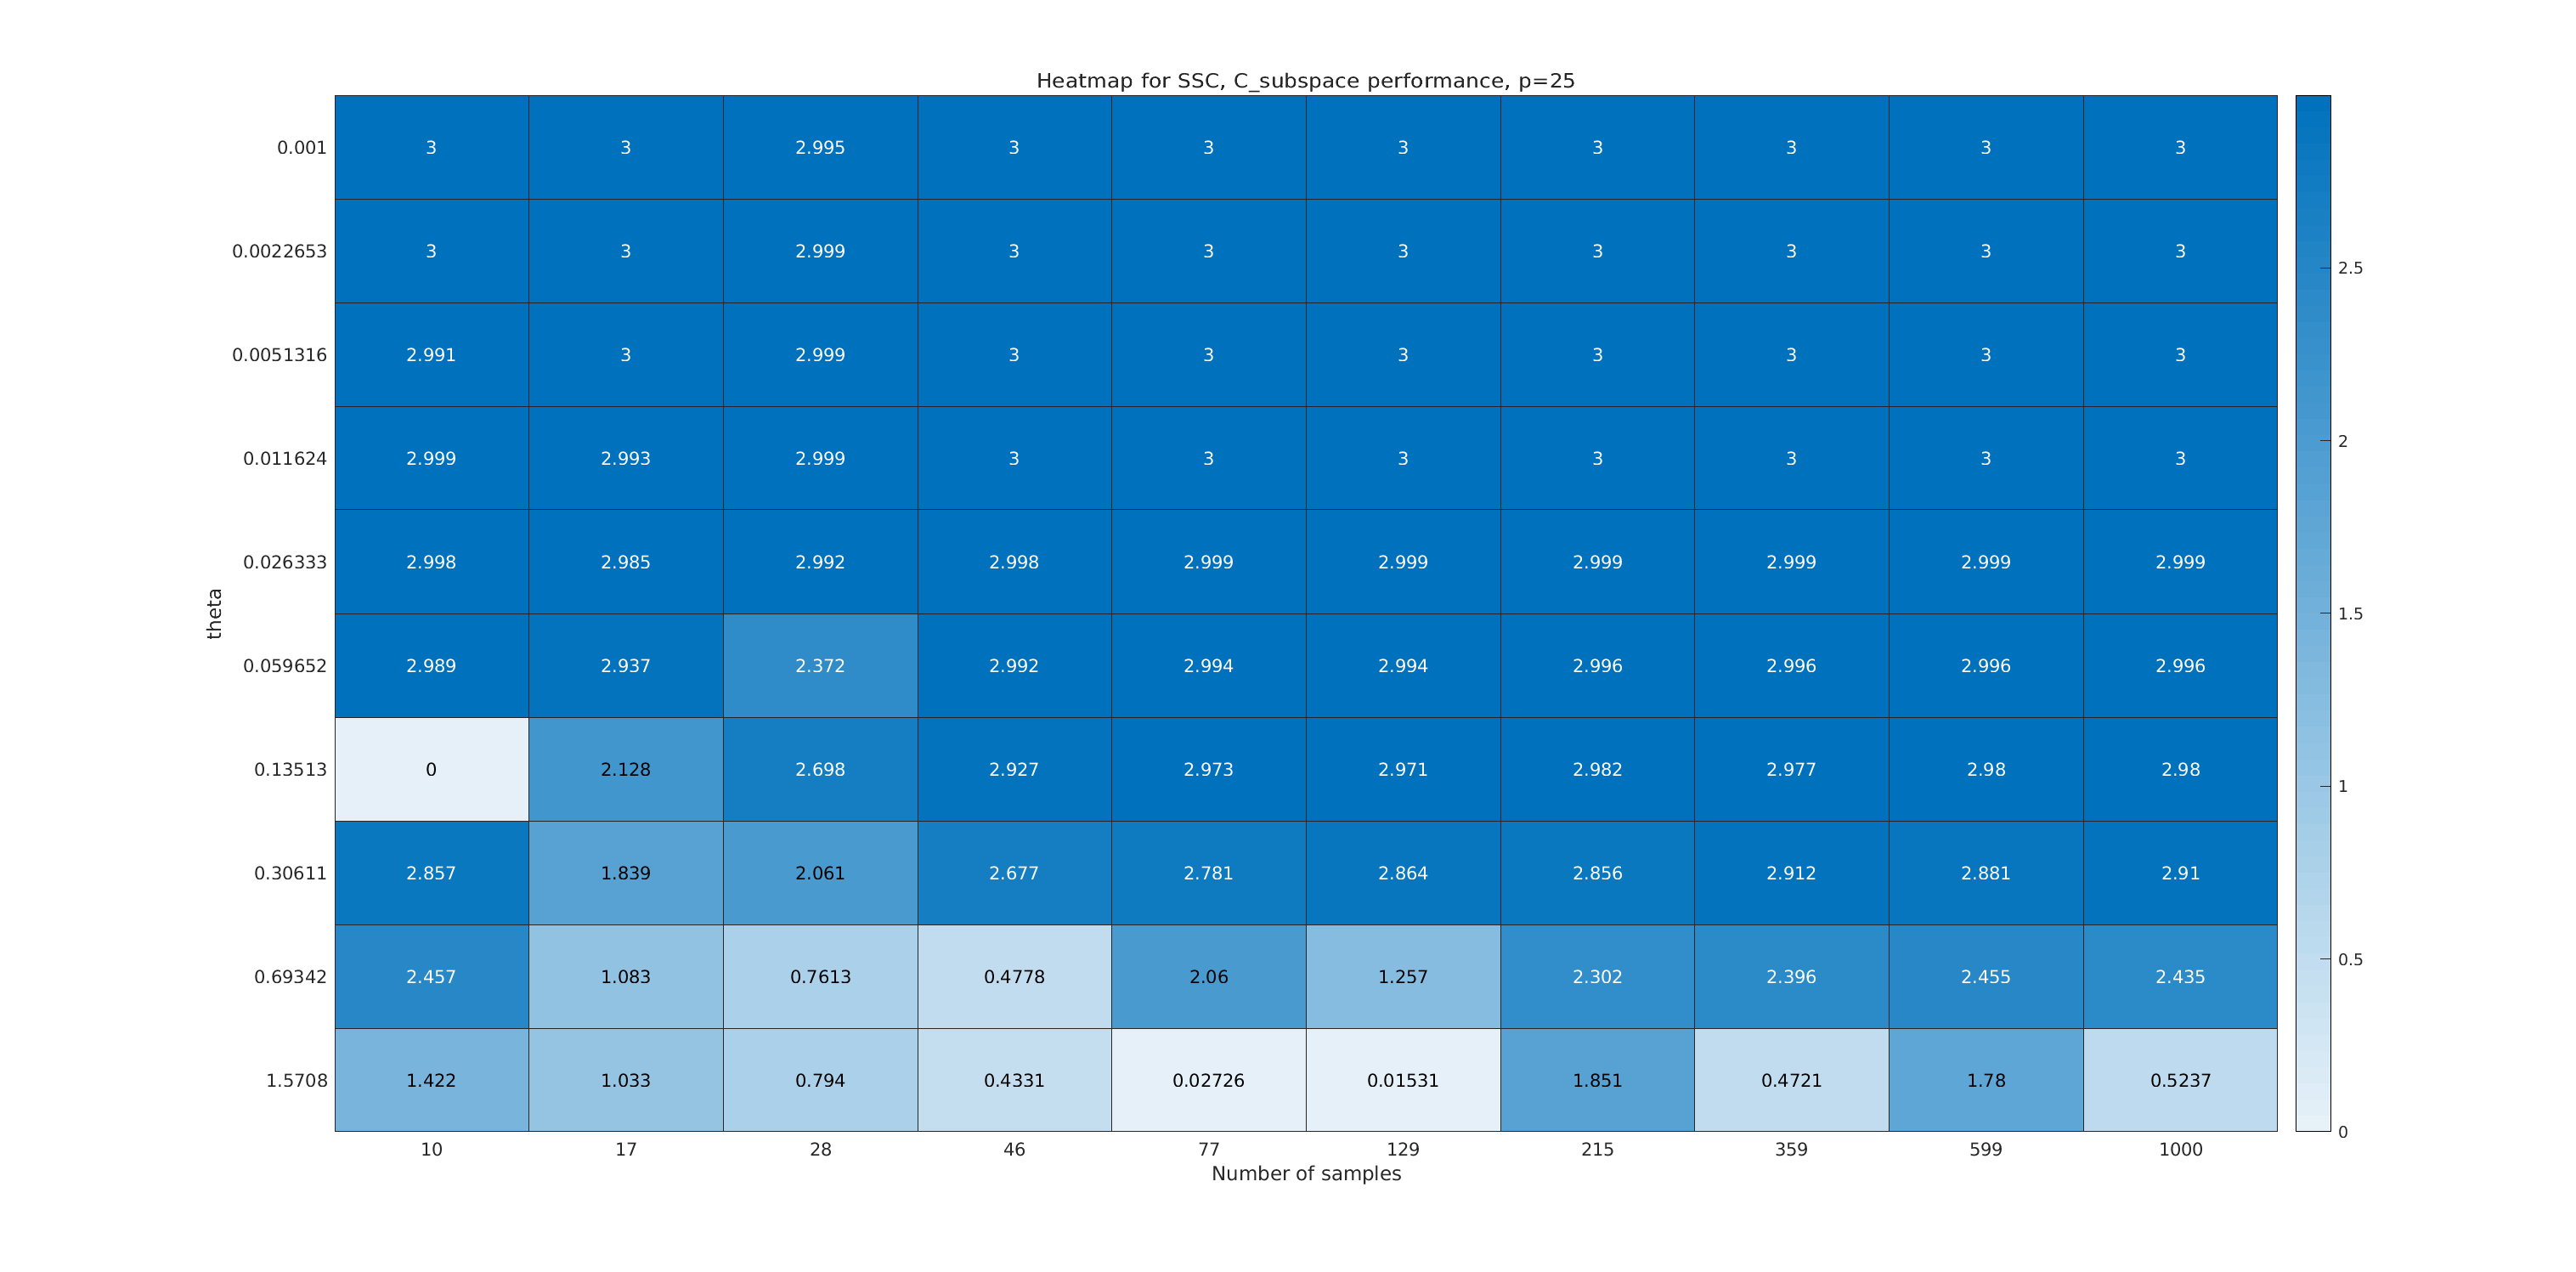 Heatmap for SSC, C_subspace performance, p=25
0.001 3 3 2.995 3 3 3 3 3 3 3
0.0022653 3 3 2.999 3 3 3 3 3 3 3
2.5
0.0051316 2.991 3 2.999 3 3 3 3 3 3 3
2
0.011624 2.999 2.993 2.999 3 3 3 3 3 3 3
0.026333 2.998 2.985 2.992 2.998 2.999 2.999 2.999 2.999 2.999 2.999
theta
1.5
0.059652 2.989 2.937 2.372 2.992 2.994 2.994 2.996 2.996 2.996 2.996
0.13513 0 2.128 2.698 2.927 2.973 2.971 2.982 2.977 2.98 2.98
1
0.30611 2.857 1.839 2.061 2.677 2.781 2.864 2.856 2.912 2.881 2.91
0.5
0.69342 2.457 1.083 0.7613 0.4778 2.06 1.257 2.302 2.396 2.455 2.435
1.5708 1.422 1.033 0.794 0.4331 0.02726 0.01531 1.851 0.4721 1.78 0.5237
0
10 17 28 46 77 129 215 359 599 1000
Number of samples